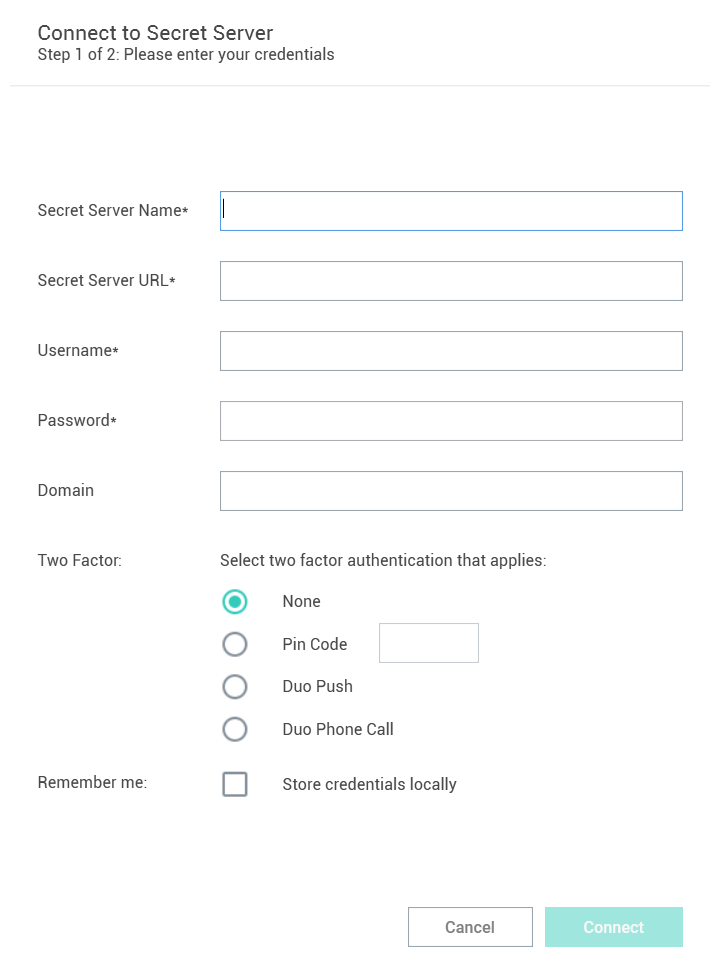 Connect to Secret Server
Step 1 of 2: Please enter your credentials
Secret Server Name*
Secret Server URL*
Username*
Password*
Domain
Two Factor: Select two factor authentication that applies:
None
Pin Code
Duo Push
Duo Phone Call
Remember me: Store credentials locally
Cancel Connect